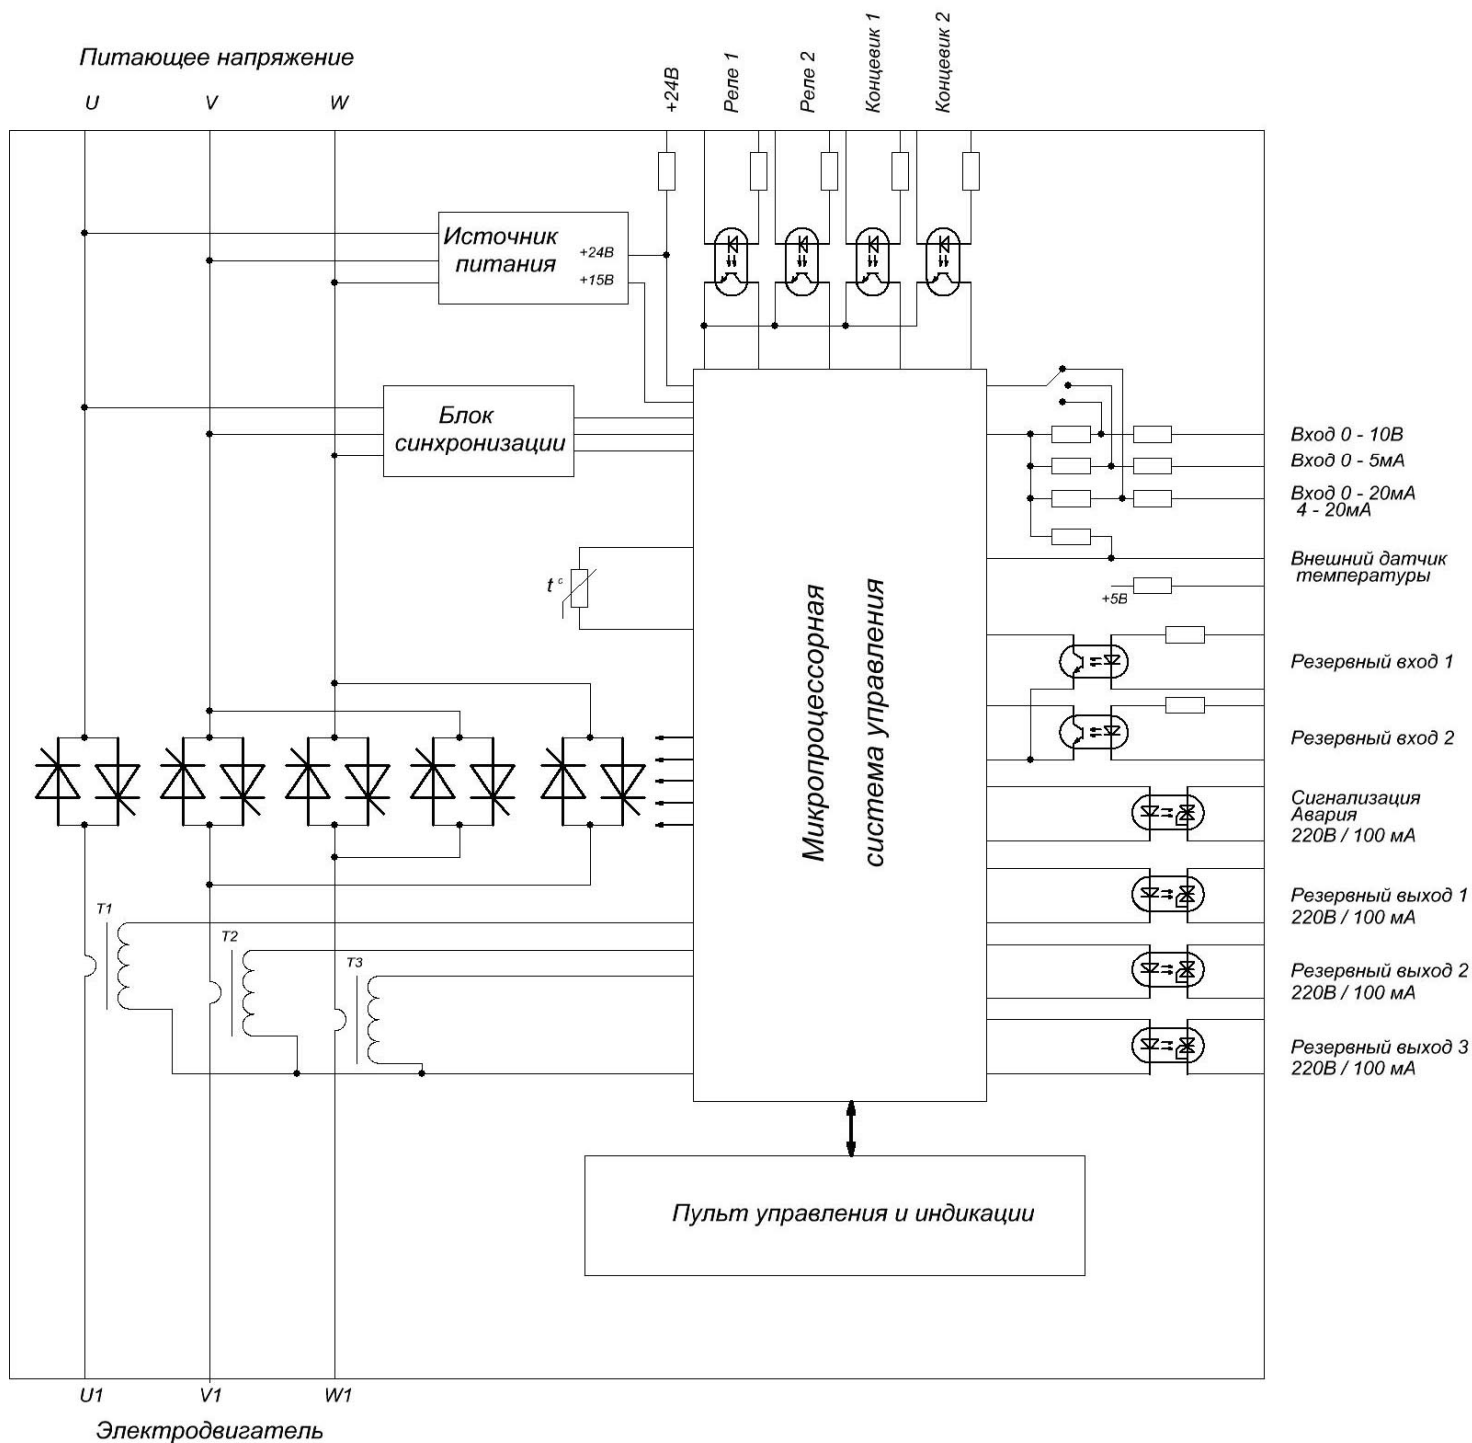 Питающее напряжение
U
V
W
+24В
Реле 1
Реле 2
Концевик 1
Концевик 2
Источник
питания
+24В
+15В
Блок
синхронизации
Вход 0 - 10В
Вход 0 - 5мА
Вход 0 - 20мА
4 - 20мА
Внешний датчик
температуры
+5В
t°
Микропроцессорная
система управления
Резервный вход 1
Резервный вход 2
Сигнализация
Авария
220В / 100 мА
Резервный выход 1
220В / 100 мА
Резервный выход 2
220В / 100 мА
Резервный выход 3
220В / 100 мА
T1
T2
T3
Пульт управления и индикации
U1
V1
W1
Электродвигатель